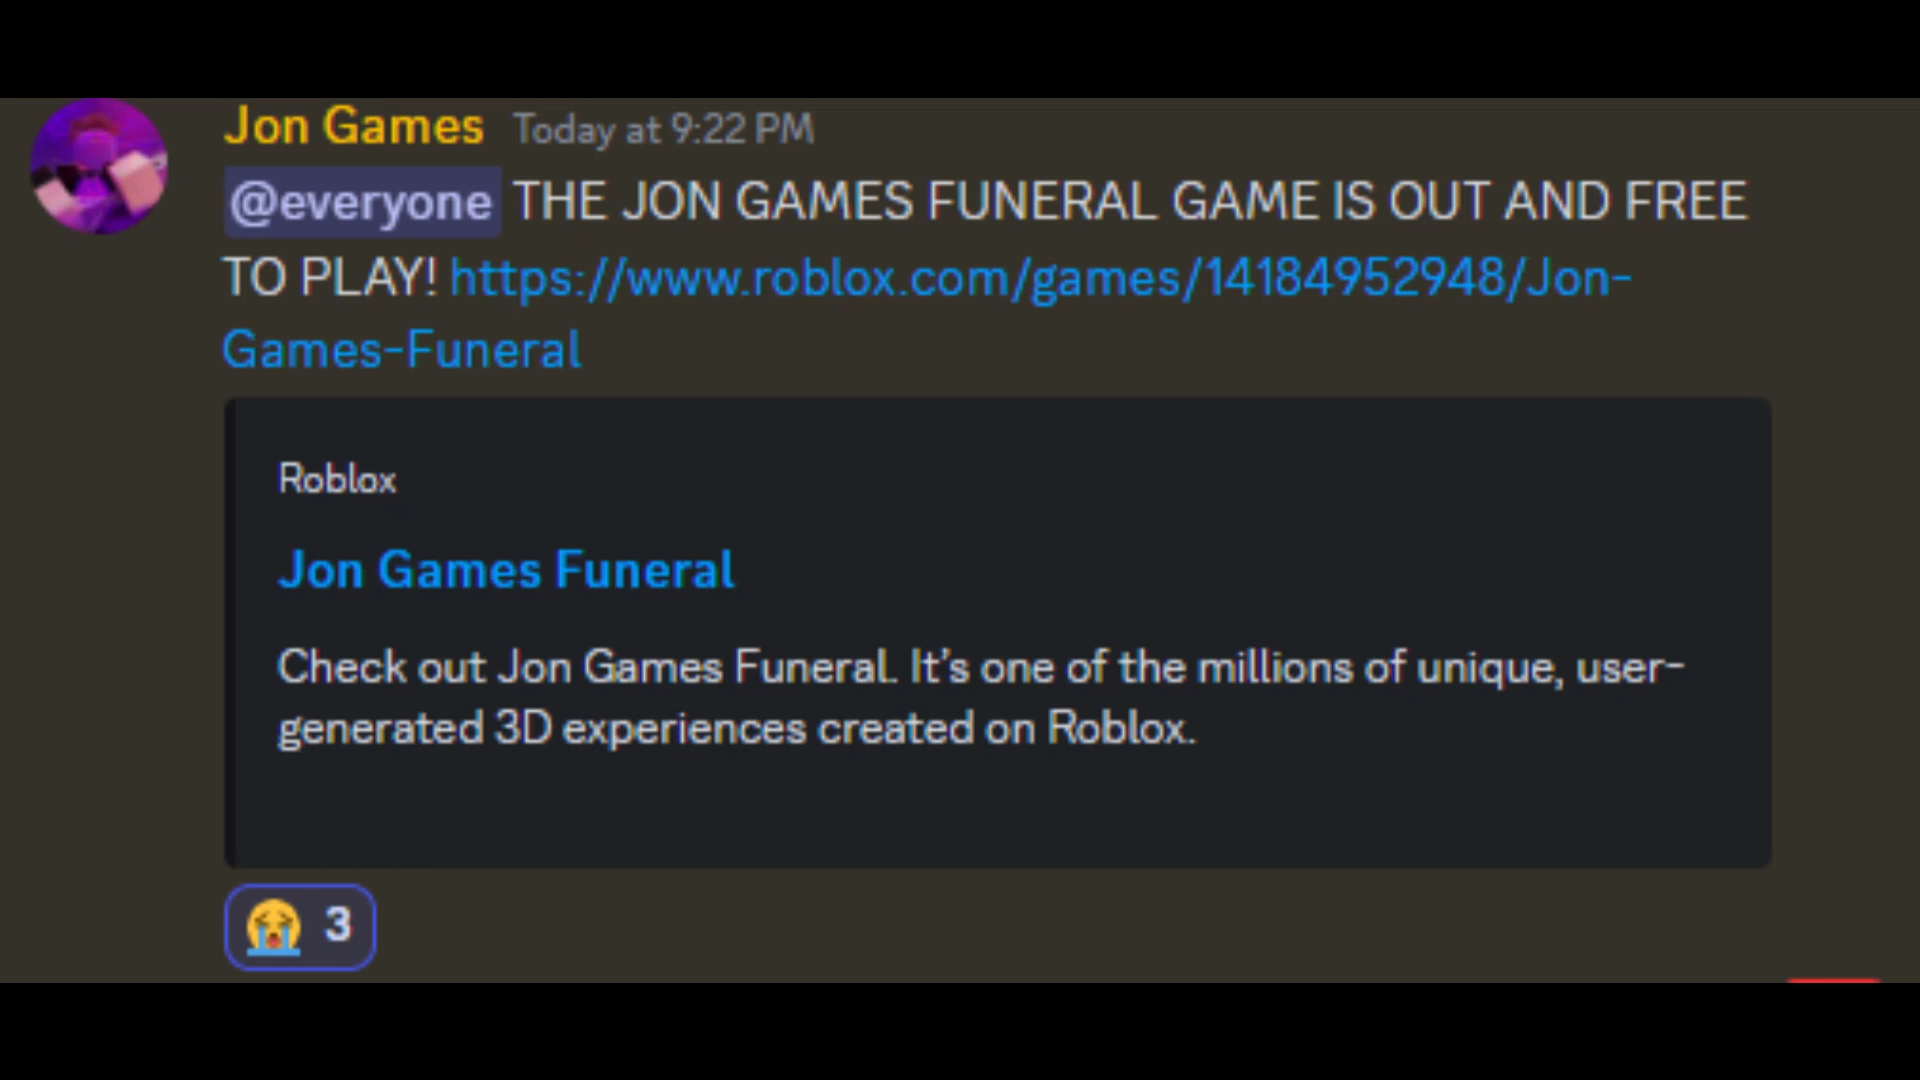 Jon Games Today at 9:22 PM
@everyone THE JON GAMES FUNERAL GAME IS OUT AND FREE
TO PLAY! https://www.roblox.com/games/14184952948/Jon-
Games-Funeral
Roblox
Jon Games Funeral
Check out Jon Games Funeral. It’s one of the millions of unique, user-
generated 3D experiences created on Roblox.
3